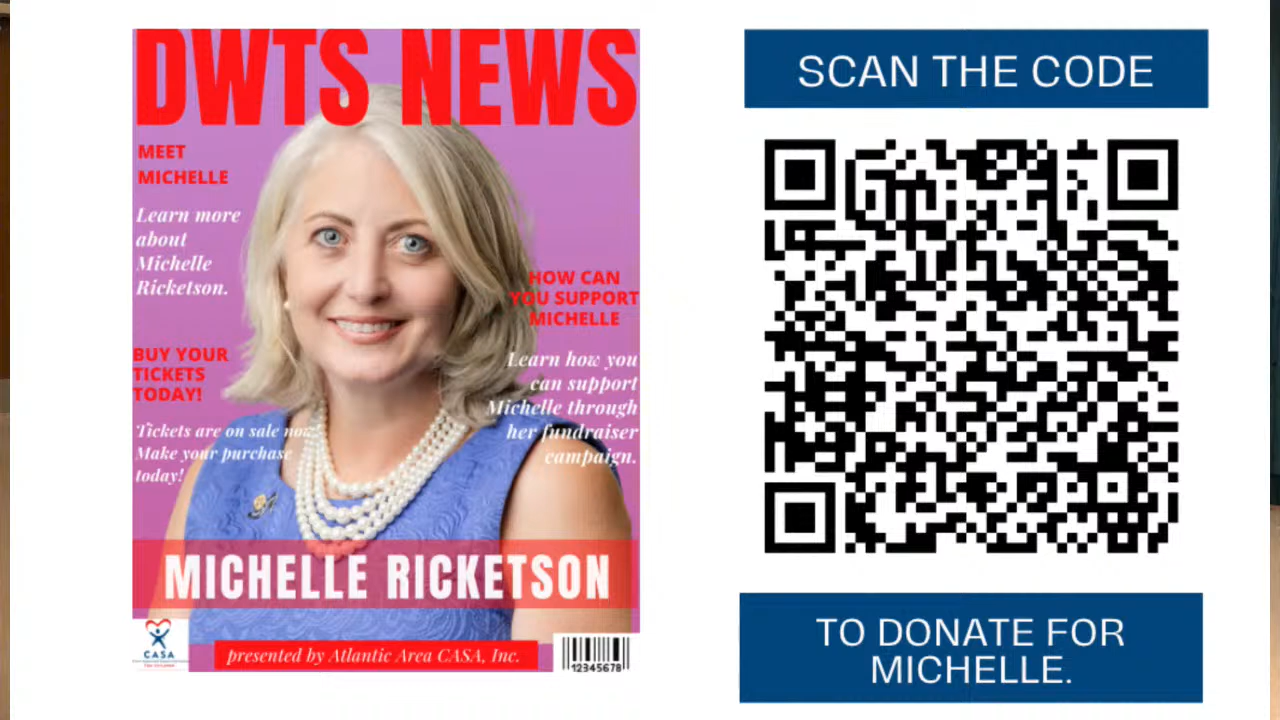 DWTS NEWS
MEET
MICHELLE
Learn more
about
Michelle
Ricketson.
BUY YOUR
TICKETS
TODAY!
Tickets are on sale now
Make your purchase
today!
HOW CAN
YOU SUPPORT
MICHELLE
Learn how you
can support
Michelle through
her fundraiser
campaign.
MICHELLE RICKETSON
CASA
presented by Atlantic Area CASA, Inc.
12345678
SCAN THE CODE
TO DONATE FOR
MICHELLE.